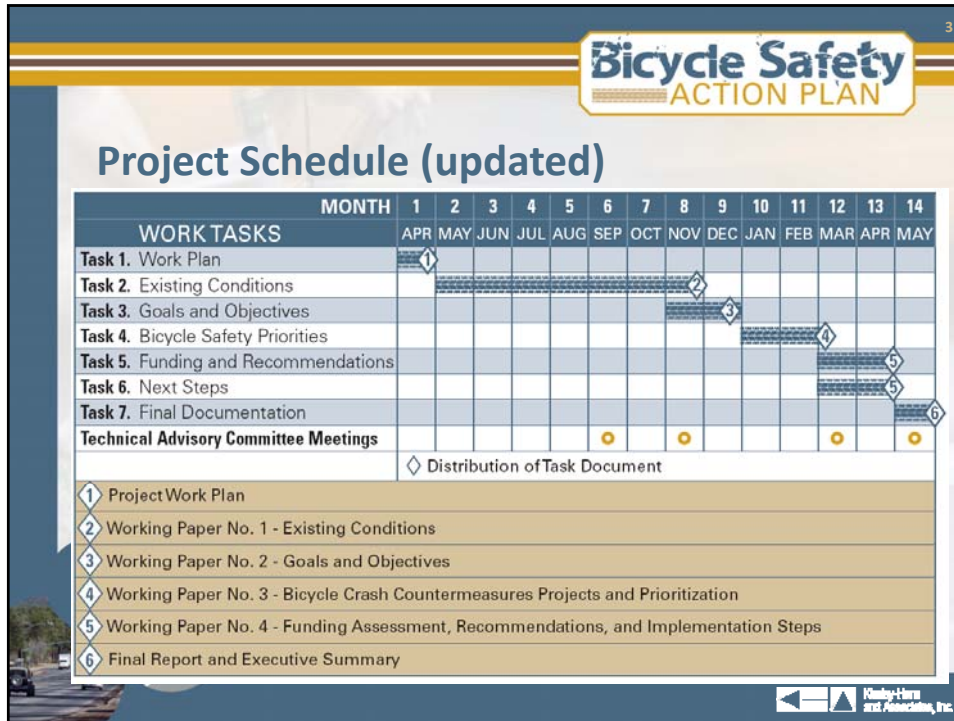 3
Bicycle Safety
ACTION PLAN
Project Schedule (updated)
MONTH 1 2 3 4 5 6 7 8 9 10 11 12 13 14
WORK TASKS APR MAY JUN JUL AUG SEP OCT NOV DEC JAN FEB MAR APR MAY
Task 1. Work Plan 1
Task 2. Existing Conditions 2
Task 3. Goals and Objectives 3
Task 4. Bicycle Safety Priorities 4
Task 5. Funding and Recommendations 5
Task 6. Next Steps 5
Task 7. Final Documentation 6
Technical Advisory Committee Meetings
Distribution of Task Document
1 Project Work Plan
2 Working Paper No. 1 - Existing Conditions
3 Working Paper No. 2 - Goals and Objectives
4 Working Paper No. 3 - Bicycle Crash Countermeasures Projects and Prioritization
5 Working Paper No. 4 - Funding Assessment, Recommendations, and Implementation Steps
6 Final Report and Executive Summary
Kimley-Horn
and Associates, Inc.